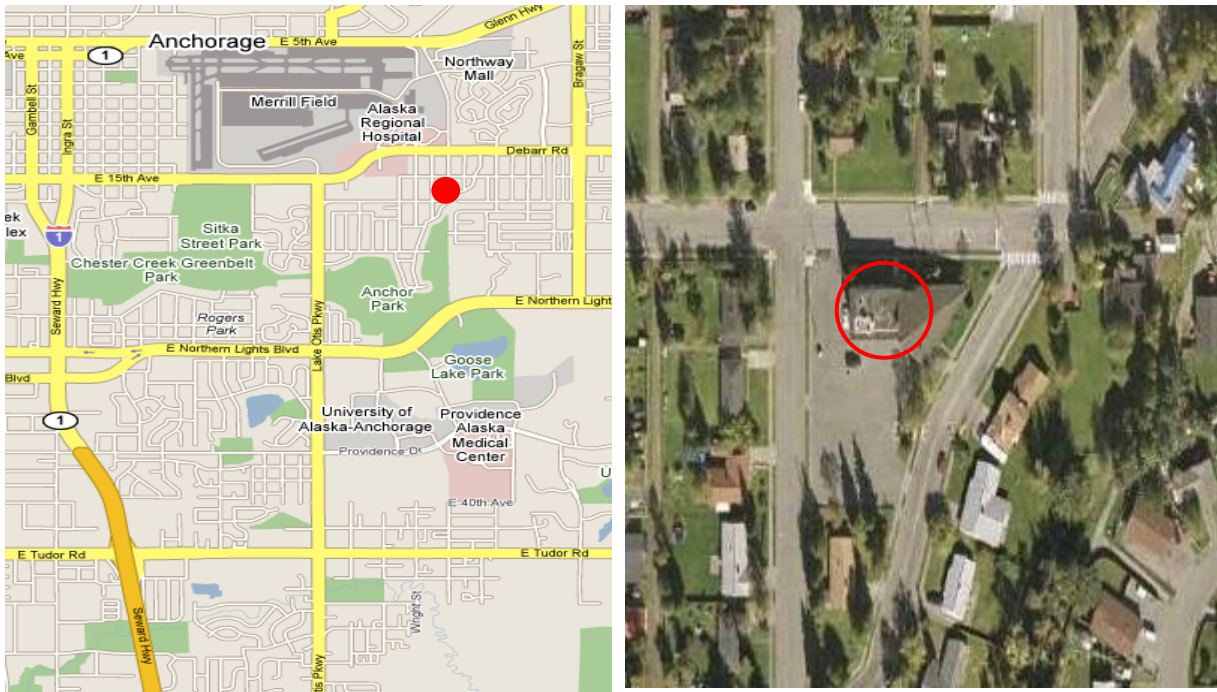 Anchorage
E 5th Ave
Glenn Hwy
Ave
1
Northway
Mall
Bragaw St
Gambell St
Ingra St
Merrill Field
Alaska
Regional
Hospital
Debarr Rd
E 15th Ave
ek
plex
1
Sitka
Street Park
Chester Creek Greenbelt
Park
Anchor
Park
E Northern Light
Seward Hwy
Rogers
Park
Lake Otis Pkwy
E Northern Lights Blvd
Blvd
Goose
Lake Park
1
University of
Alaska-Anchorage
Providence
Alaska
Medical
Center
Providence Dr
U
E 40th Ave
E Tudor Rd
E Tudor Rd
Wright St
Seward Hwy
Otis Pkwy